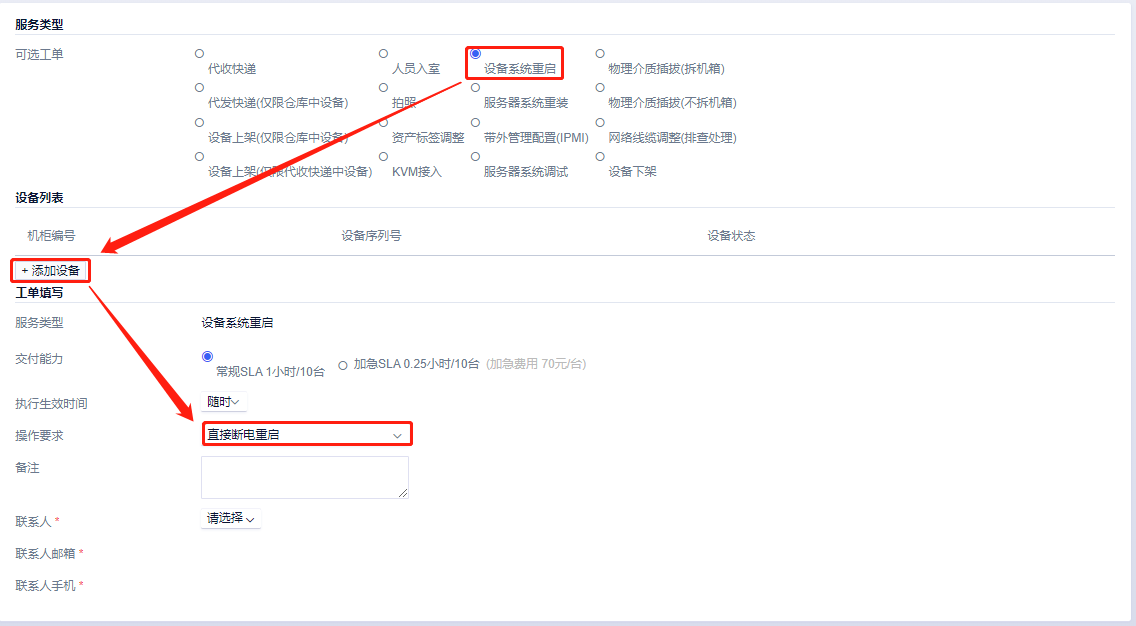 服务类型
可选工单
代收快递 人员入室 设备系统重启 物理介质插拔(拆机箱)
代发快递(仅限仓库中设备) 拍照 服务器系统重装 物理介质插拔(不拆机箱)
设备上架(仅限仓库中设备) 资产标签调整 带外管理配置(IPMI) 网络线缆调整(排查处理)
设备上架(仅限代收快递中设备) KVM接入 服务器系统调试 设备下架
设备列表
机柜编号 设备序列号 设备状态
+ 添加设备
工单填写
服务类型 设备系统重启
交付能力 常规SLA 1小时/10台 加急SLA 0.25小时/10台 (加急费用 70元/台)
执行生效时间 随时
操作要求 直接断电重启
备注
联系人 * 请选择
联系人邮箱 *
联系人手机 *